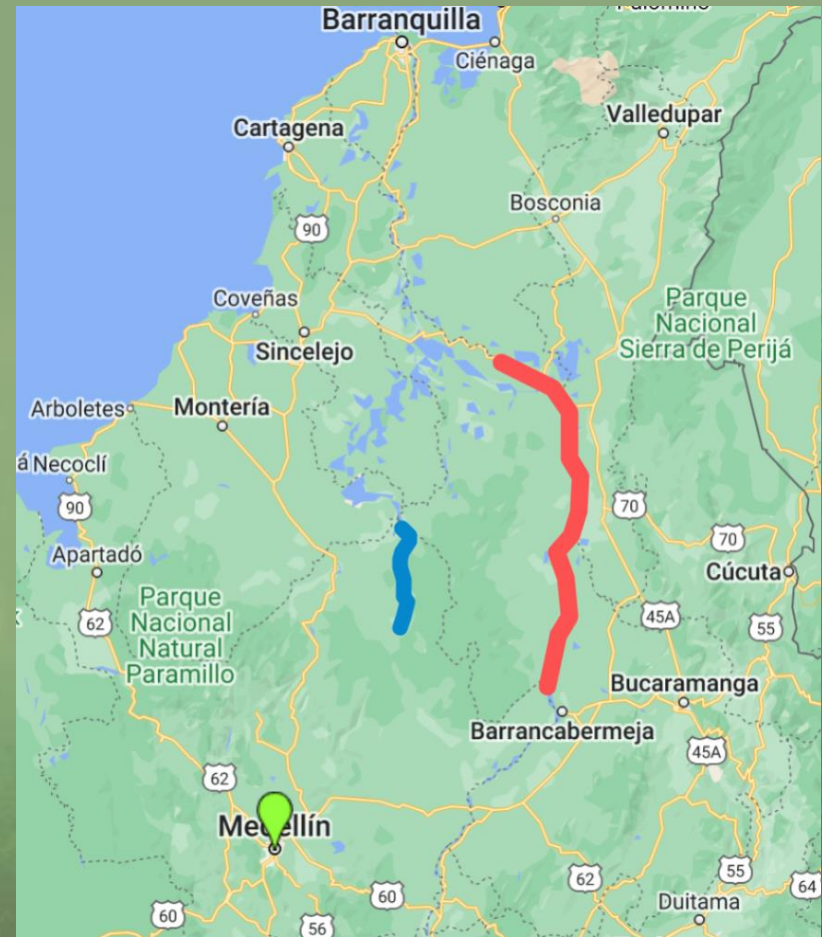 Barranquilla
Ciénaga
Valledupar
Cartagena
Bosconia
90
Coveñas
Parque
Nacional
Sierra de Perijá
Sincelejo
Arboletes
Montería
á Necoclí
90
70
70
Apartadó
Cúcuta
Parque
Nacional
Natural
Paramillo
62
45A
55
Bucaramanga
Barrancabermeja
45A
62
Medellín
55
62
64
60
Duitama
60
56